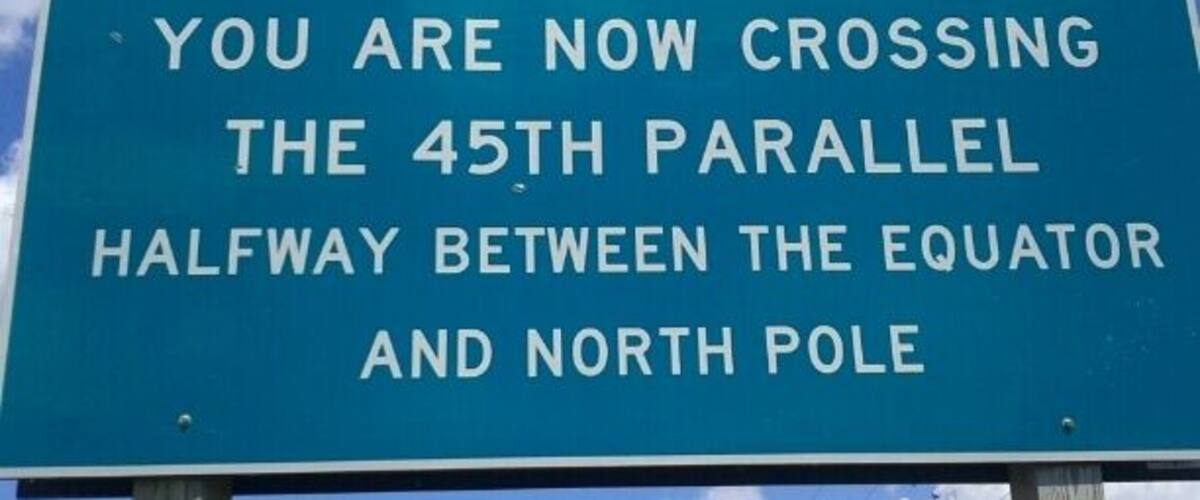 YOU ARE NOW CROSSING
THE 45TH PARALLEL
HALFWAY BETWEEN THE EQUATOR
AND NORTH POLE